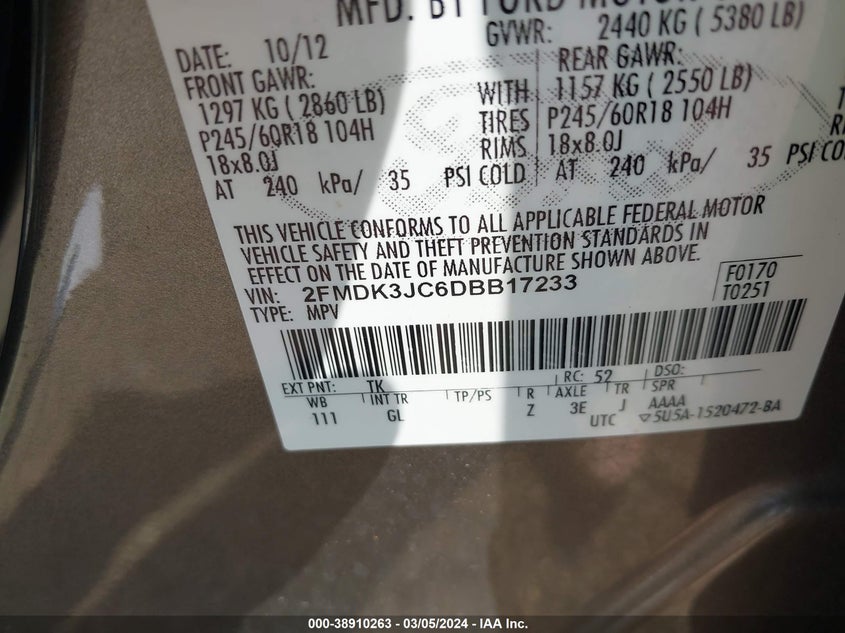 MFD. BY FORD MOTOR
GVWR: 2440 KG ( 5380 LB)
DATE: 10/12
FRONT GAWR:
1297 KG ( 2860 LB)
P245/60R18 104H
18x8.0J
AT 240 kPa/ 35 PSI COLD
WITH
TIRES
RIMS
REAR GAWR:
1157 KG ( 2550 LB)
P245/60R18 104H
18x8.0J
AT 240 kPa/ 35 PSI CO
THIS VEHICLE CONFORMS TO ALL APPLICABLE FEDERAL MOTOR
VEHICLE SAFETY AND THEFT PREVENTION STANDARDS IN
EFFECT ON THE DATE OF MANUFACTURE SHOWN ABOVE.
VIN: 2FMDK3JC6DBB17233
TYPE: MPV
F0170
T0251
EXT PNT: TK RC: 52 DSO:
WB INT TR TP/PS R AXLE TR SPR
111 GL Z 3E J AAAA
UTC ▽5U5A-1520472-BA
000-38910263 - 03/05/2024 - IAA Inc.